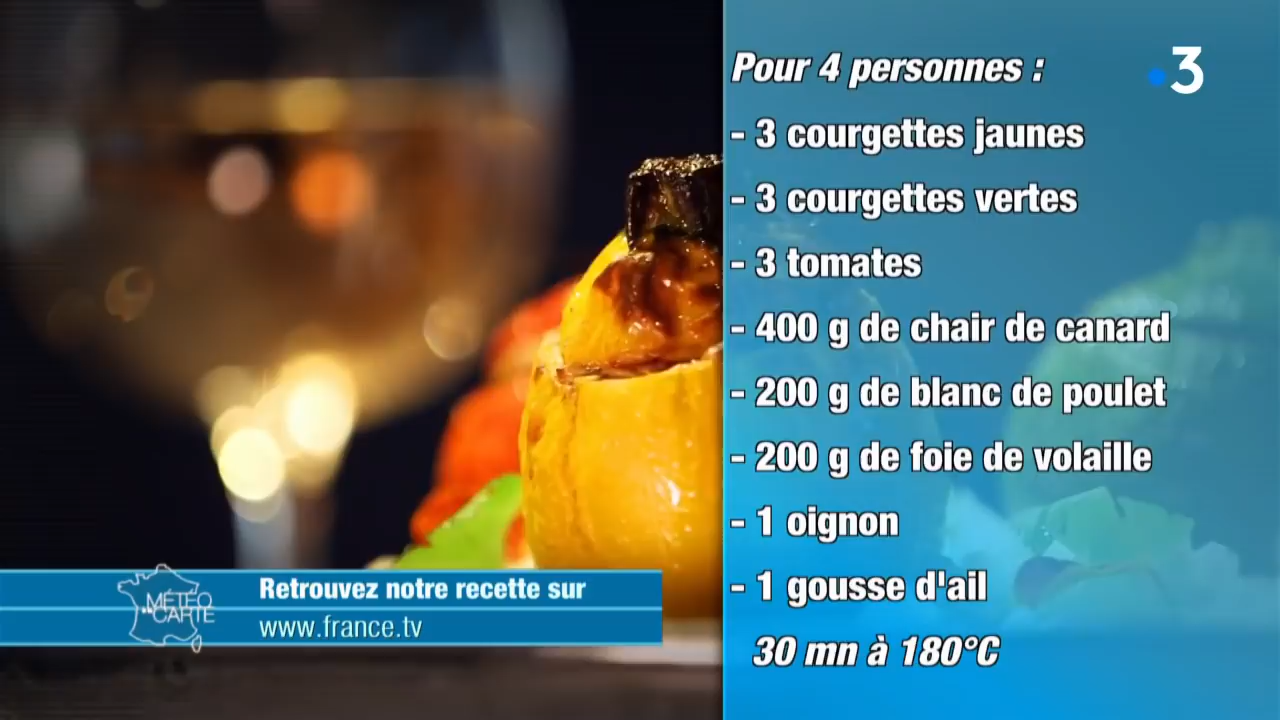 Pour 4 personnes :
3
- 3 courgettes jaunes
- 3 courgettes vertes
- 3 tomates
- 400 g de chair de canard
- 200 g de blanc de poulet
- 200 g de foie de volaille
- 1 oignon
- 1 gousse d'ail
30 mn à 180°C
MÉTÉO
à la CARTE
Retrouvez notre recette sur
www.france.tv